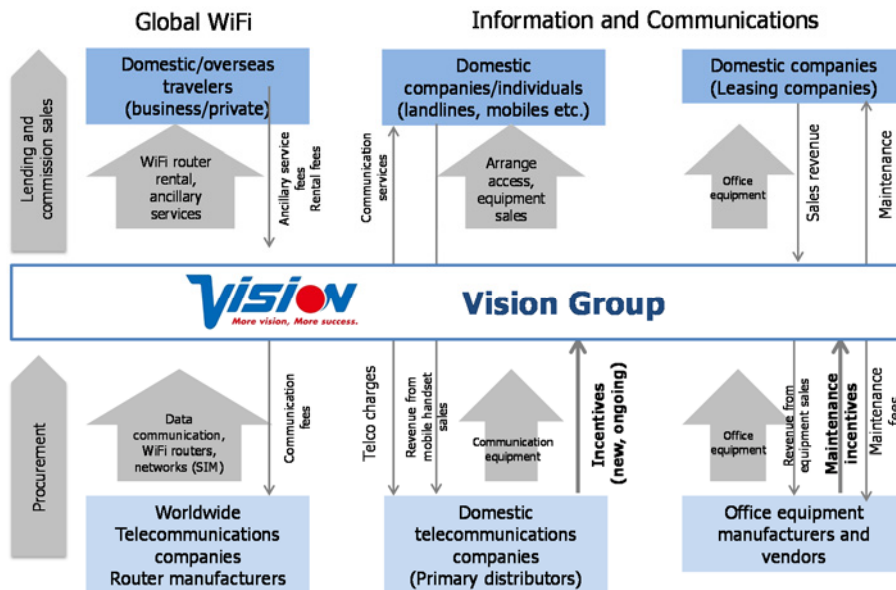 Global WiFi
Information and Communications
Lending and
commission sales
Domestic/overseas
travelers
(business/private)
Domestic
companies/individuals
(landlines, mobiles etc.)
Domestic companies
(Leasing companies)
WiFi router
rental,
ancillary
services
Ancillary service
fees
Rental fees
Communication
services
Arrange
access,
equipment
sales
Office
equipment
Sales revenue
Maintenance
Vision
More vision, More success.
Vision Group
Procurement
Data
communication,
WiFi routers,
networks (SIM)
Communication
fees
Telco charges
Revenue from
mobile handset
sales
Communication
equipment
Incentives
(new, ongoing)
Office
equipment
Revenue from
equipment sales
Maintenance
incentives
Maintenance
fees
Worldwide
Telecommunications
companies
Router manufacturers
Domestic
telecommunications
companies
(Primary distributors)
Office equipment
manufacturers and
vendors